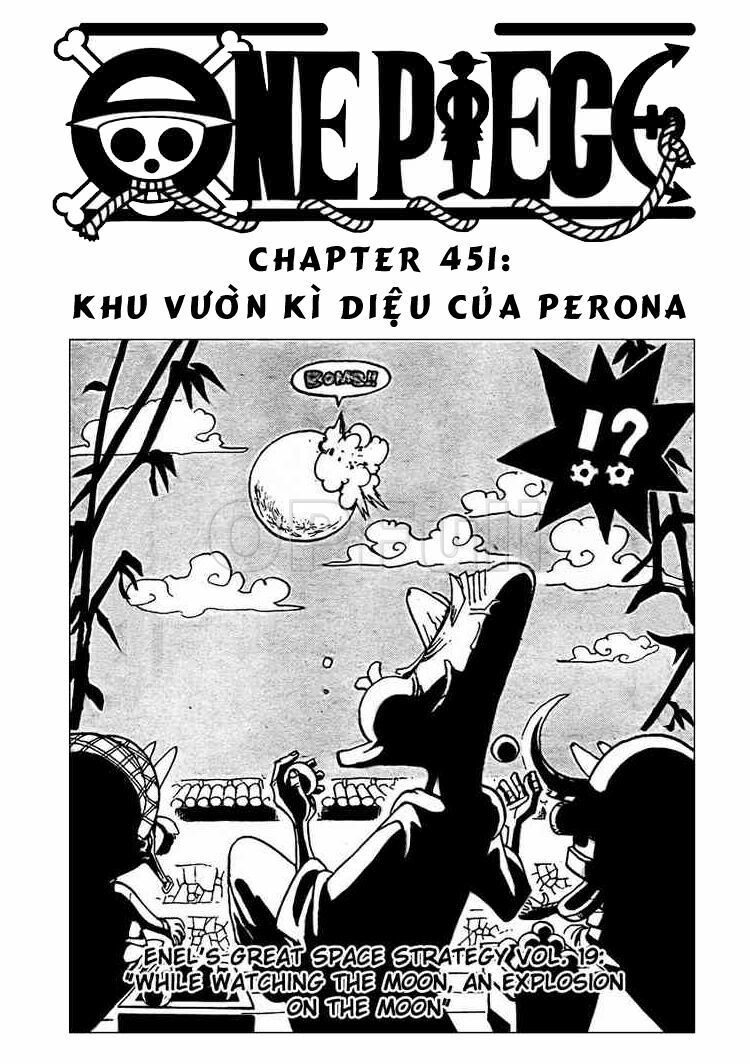 ONE PIECE
CHAPTER 451:
KHU VƯỜN KÌ DIỆU CỦA PERONA
BOMB!!
!?
OPFull
ENEL'S GREAT SPACE STRATEGY VOL. 19:
"WHILE WATCHING THE MOON, AN EXPLOSION
ON THE MOON"